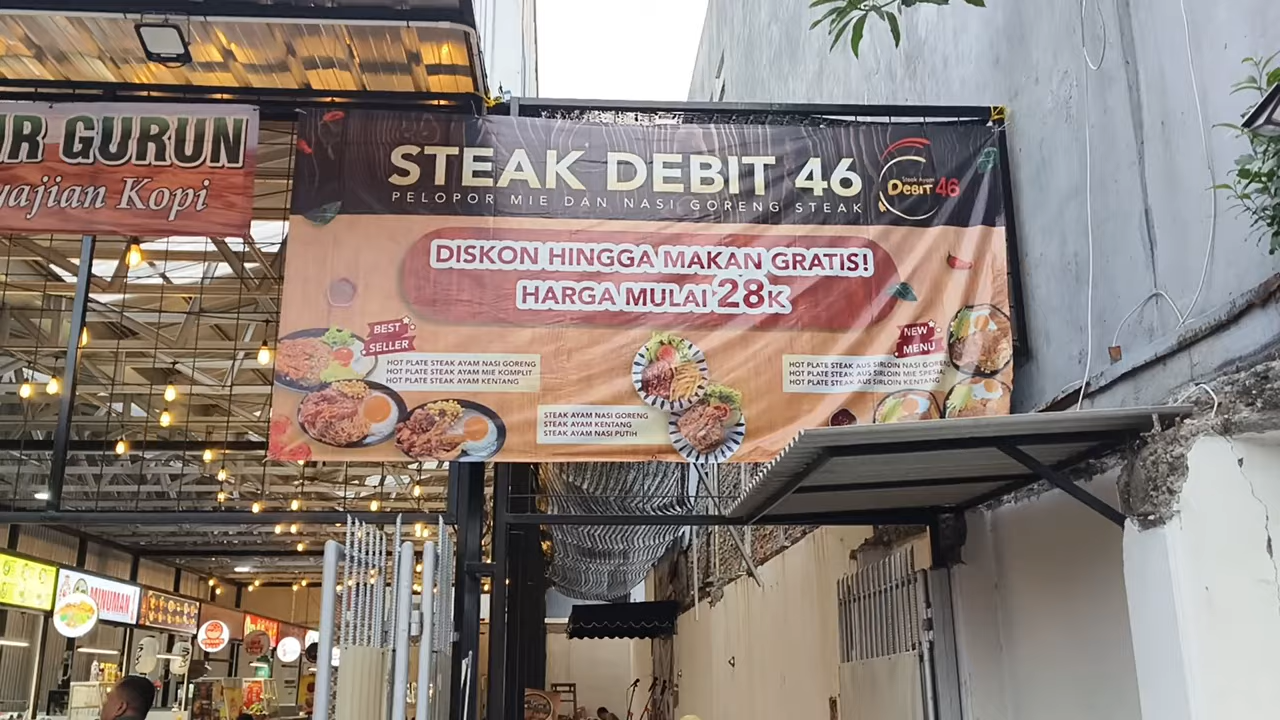 R GURUN
yajian Kopi
STEAK DEBIT 46
PELOPOR MIE DAN NASI GORENG STEAK
Steak Ayam
DEBIT 46
DISKON HINGGA MAKAN GRATIS!
HARGA MULAI 28K
BEST
SELLER
HOT PLATE STEAK AYAM NASI GORENG
HOT PLATE STEAK AYAM MIE KOMPLIT
HOT PLATE STEAK AYAM KENTANG
STEAK AYAM NASI GORENG
STEAK AYAM KENTANG
STEAK AYAM NASI PUTIH
NEW
MENU
HOT PLATE STEAK AUS SIRLOIN NASI GOREN
HOT PLATE STEAK AUS SIRLOIN MIE SPESIA
HOT PLATE STEAK AUS SIRLOIN KENTANG
MINUMAN